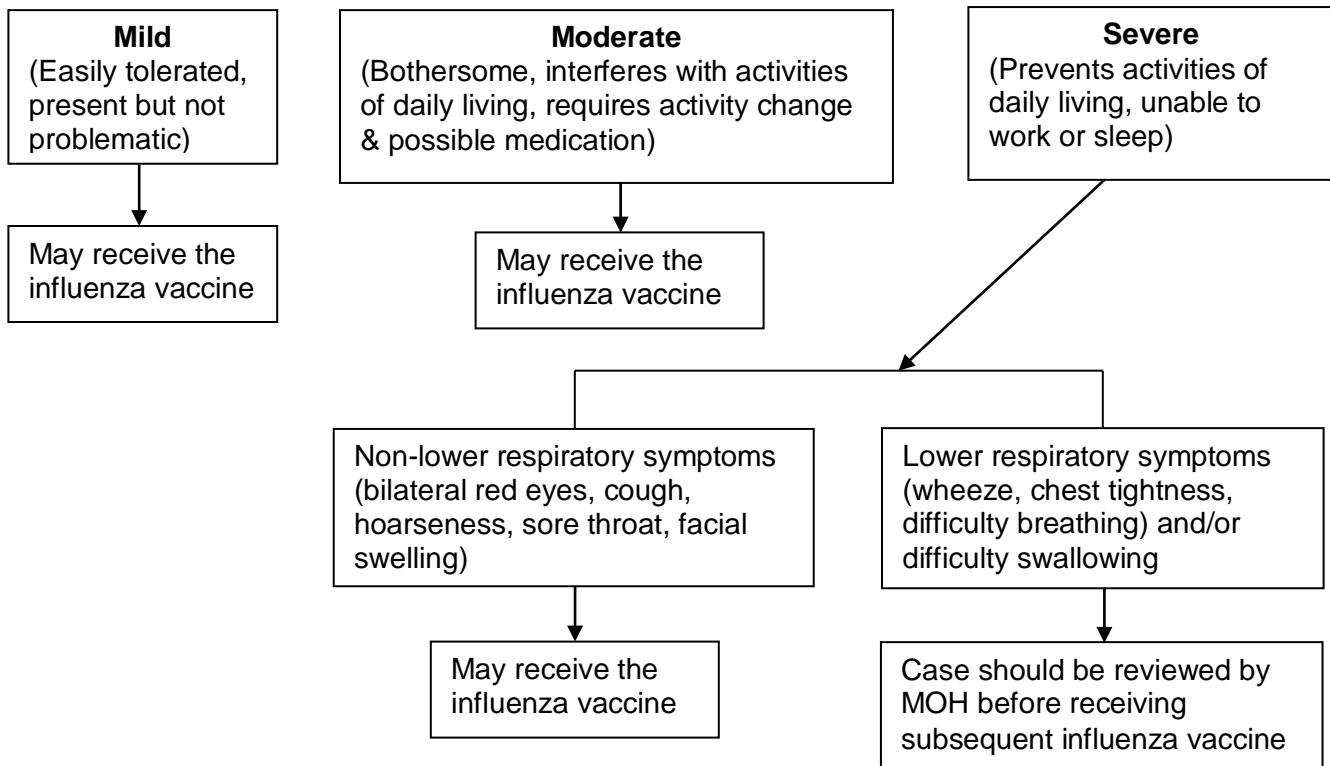 Mild
(Easily tolerated,
present but not
problematic)
Moderate
(Bothersome, interferes with activities
of daily living, requires activity change
& possible medication)
Severe
(Prevents activities of
daily living, unable to
work or sleep)
May receive the
influenza vaccine
May receive the
influenza vaccine
Non-lower respiratory symptoms
(bilateral red eyes, cough,
hoarseness, sore throat, facial
swelling)
Lower respiratory symptoms
(wheeze, chest tightness,
difficulty breathing) and/or
difficulty swallowing
May receive the
influenza vaccine
Case should be reviewed by
MOH before receiving
subsequent influenza vaccine